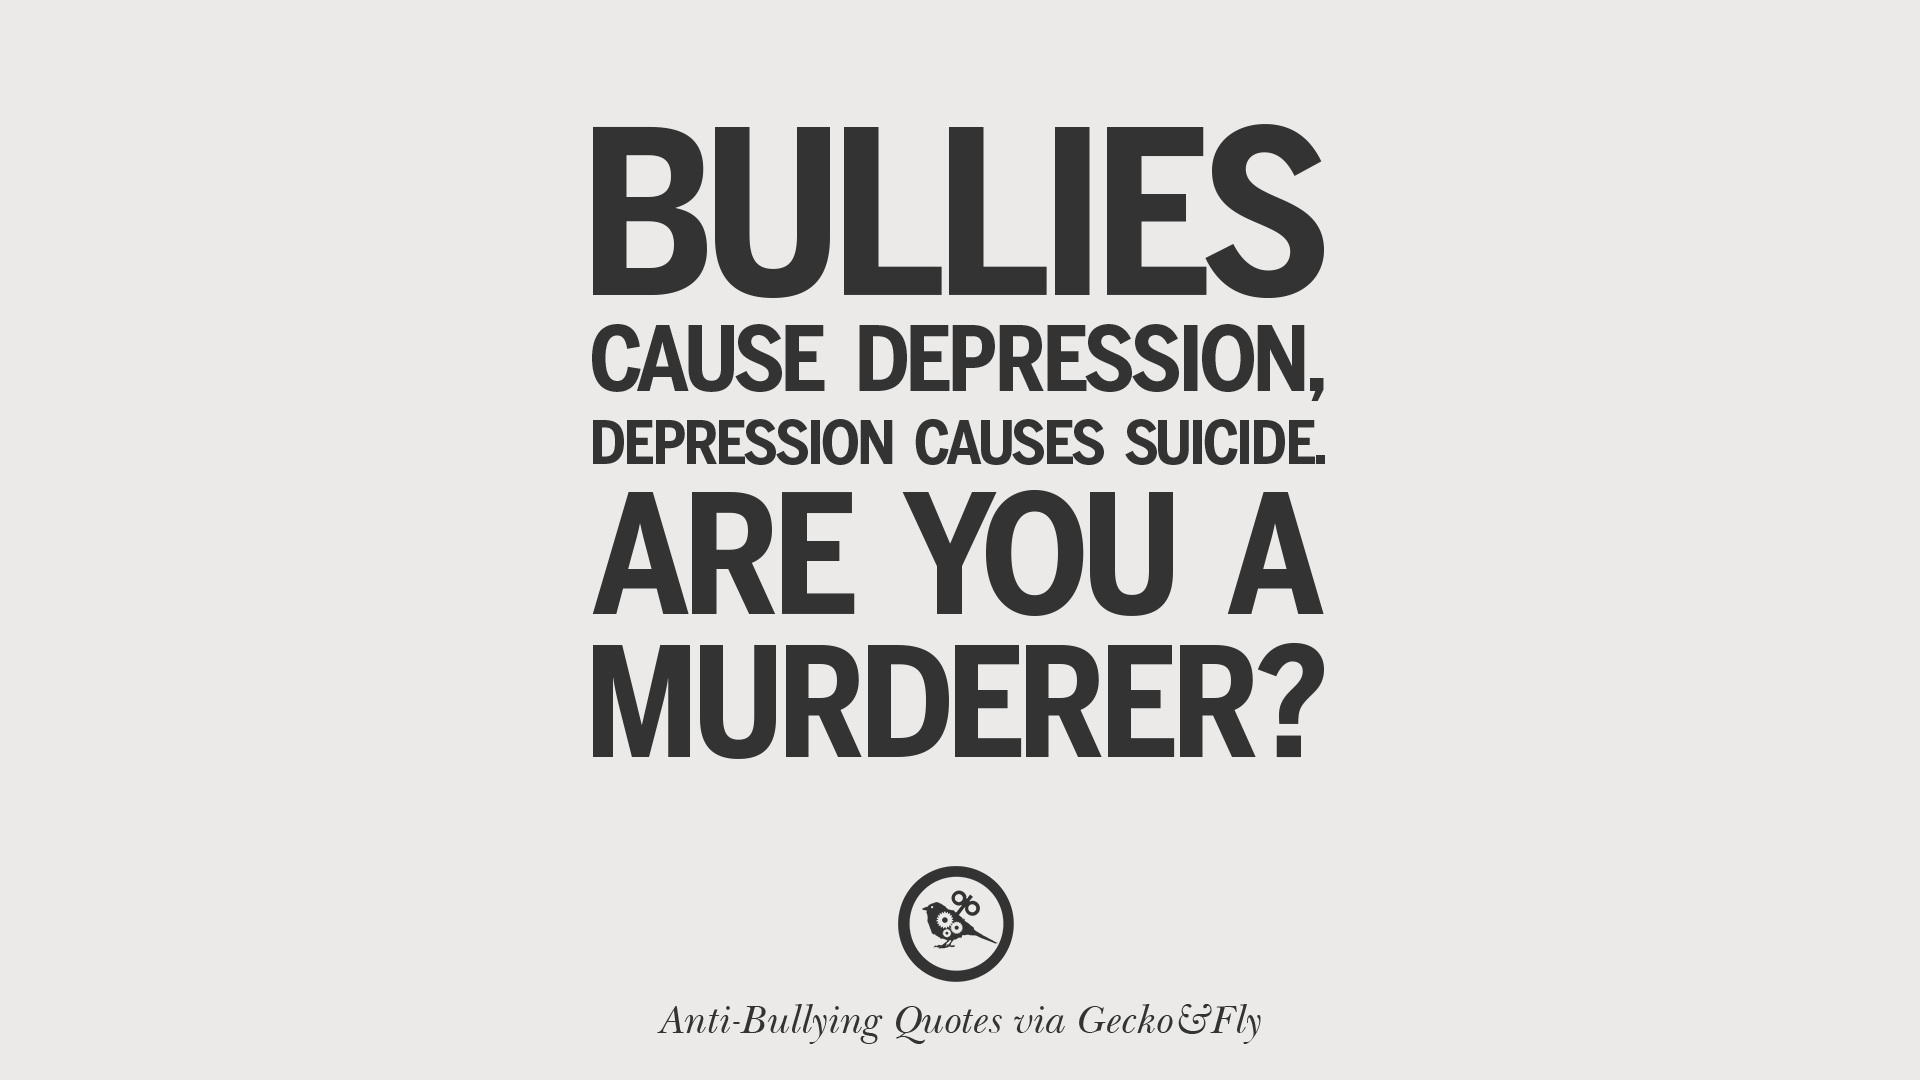 BULLIES
CAUSE DEPRESSION,
DEPRESSION CAUSES SUICIDE.
ARE YOU A
MURDERER?
Anti-Bullying Quotes via Gecko&Fly